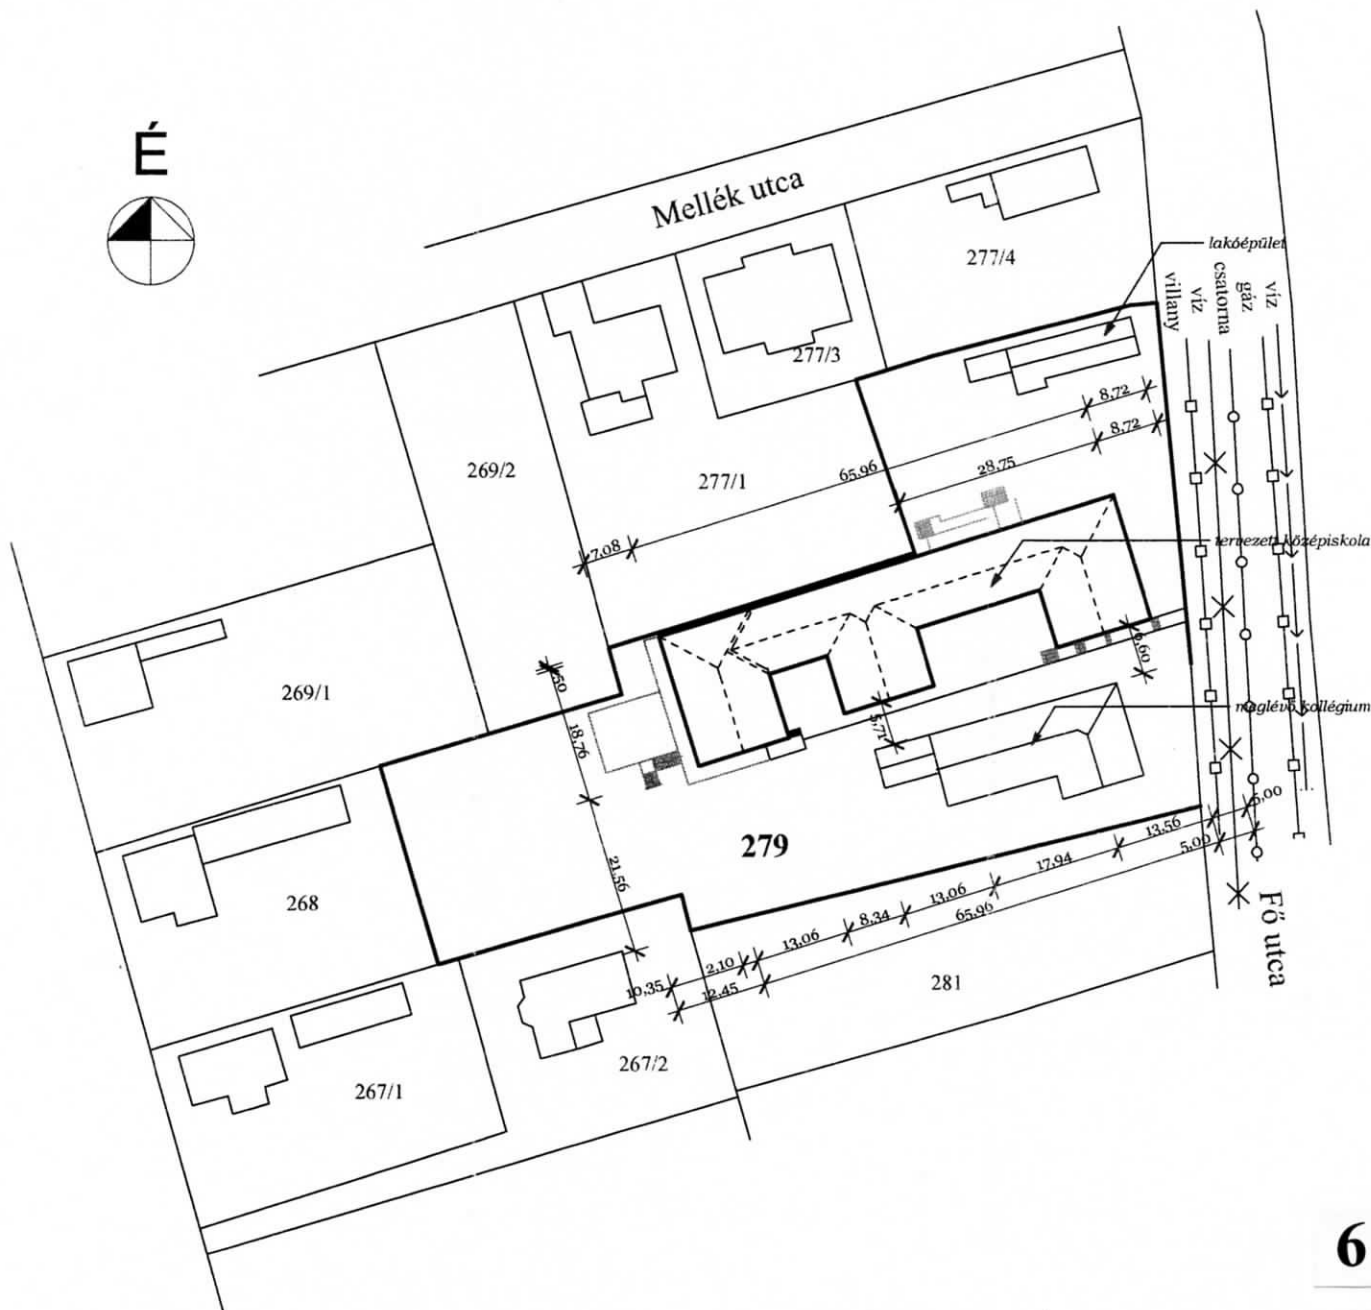 É
Mellék utca
lakóépület
277/4
villany
víz
csatorna
gáz
víz
277/3
8,72
8,72
269/2
277/1
65,96
28,75
7,08
tervezett középiskola
6,60
269/1
18,76
5,71
meglévő kollégium
279
5,00
13,56
5,00
17,94
21,56
13,06
65,96
8,34
13,06
268
2,10
10,35
12,45
281
Fő utca
267/2
267/1
6